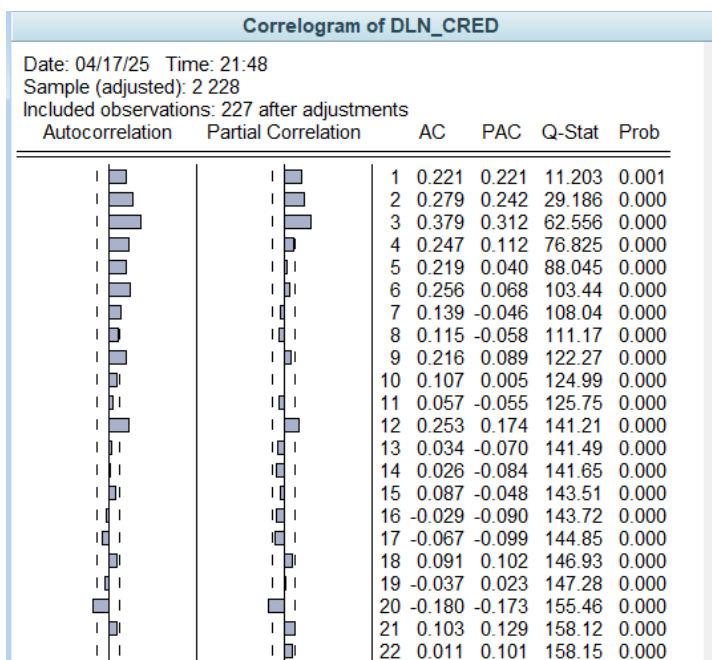 Correlogram of DLN_CRED
Date: 04/17/25 Time: 21:48
Sample (adjusted): 2 228
Included observations: 227 after adjustments
Autocorrelation Partial Correlation AC PAC Q-Stat Prob
1 0.221 0.221 11.203 0.001
2 0.279 0.242 29.186 0.000
3 0.379 0.312 62.556 0.000
4 0.247 0.112 76.825 0.000
5 0.219 0.040 88.045 0.000
6 0.256 0.068 103.44 0.000
7 0.139 -0.046 108.04 0.000
8 0.115 -0.058 111.17 0.000
9 0.216 0.089 122.27 0.000
10 0.107 0.005 124.99 0.000
11 0.057 -0.055 125.75 0.000
12 0.253 0.174 141.21 0.000
13 0.034 -0.070 141.49 0.000
14 0.026 -0.084 141.65 0.000
15 0.087 -0.048 143.51 0.000
16 -0.029 -0.090 143.72 0.000
17 -0.067 -0.099 144.85 0.000
18 0.091 0.102 146.93 0.000
19 -0.037 0.023 147.28 0.000
20 -0.180 -0.173 155.46 0.000
21 0.103 0.129 158.12 0.000
22 0.011 0.101 158.15 0.000